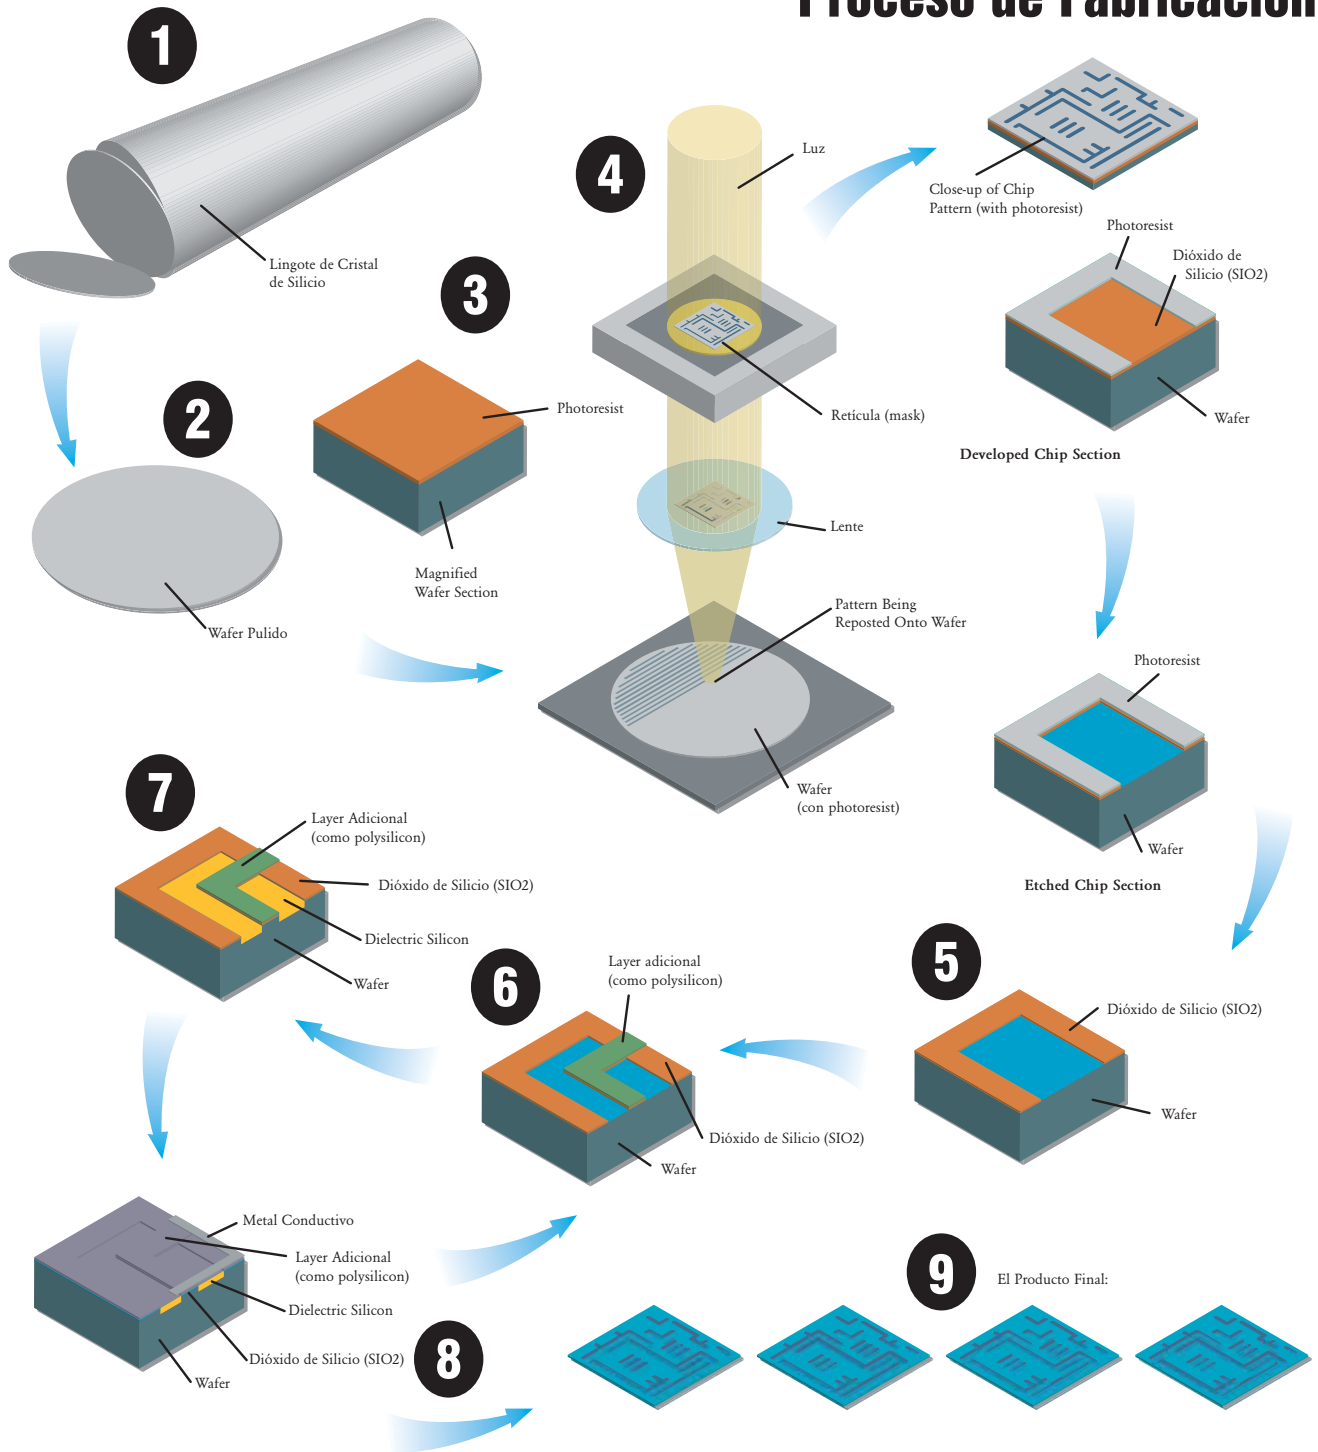 Proceso de Fabricación
1
Lingote de Cristal
de Silicio
2
Wafer Pulido
3
Photoresist
Magnified
Wafer Section
4
Luz
Retícula (mask)
Lente
Pattern Being
Reposted Onto Wafer
Wafer
(con photoresist)
Close-up of Chip
Pattern (with photoresist)
Photoresist
Dióxido de
Silicio (SIO2)
Wafer
Developed Chip Section
Photoresist
Wafer
Etched Chip Section
5
Dióxido de Silicio (SIO2)
Wafer
6
Layer adicional
(como polysilicon)
Dióxido de Silicio (SIO2)
Wafer
7
Layer Adicional
(como polysilicon)
Dióxido de Silicio (SIO2)
Dielectric Silicon
Wafer
Metal Conductivo
Layer Adicional
(como polysilicon)
Dielectric Silicon
Dióxido de Silicio (SIO2)
Wafer
8
9
El Producto Final: